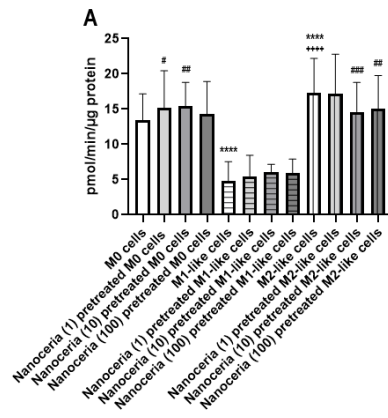 A
pmol/min/µg protein
25
20
15
10
5
0
#
##
****
****
++++
###
##
M0 cells
Nanoceria (1) pretreated M0 cells
Nanoceria (10) pretreated M0 cells
Nanoceria (100) pretreated M0 cells
M1-like cells
Nanoceria (1) pretreated M1-like cells
Nanoceria (10) pretreated M1-like cells
Nanoceria (100) pretreated M1-like cells
M2-like cells
Nanoceria (1) pretreated M2-like cells
Nanoceria (10) pretreated M2-like cells
Nanoceria (100) pretreated M2-like cells